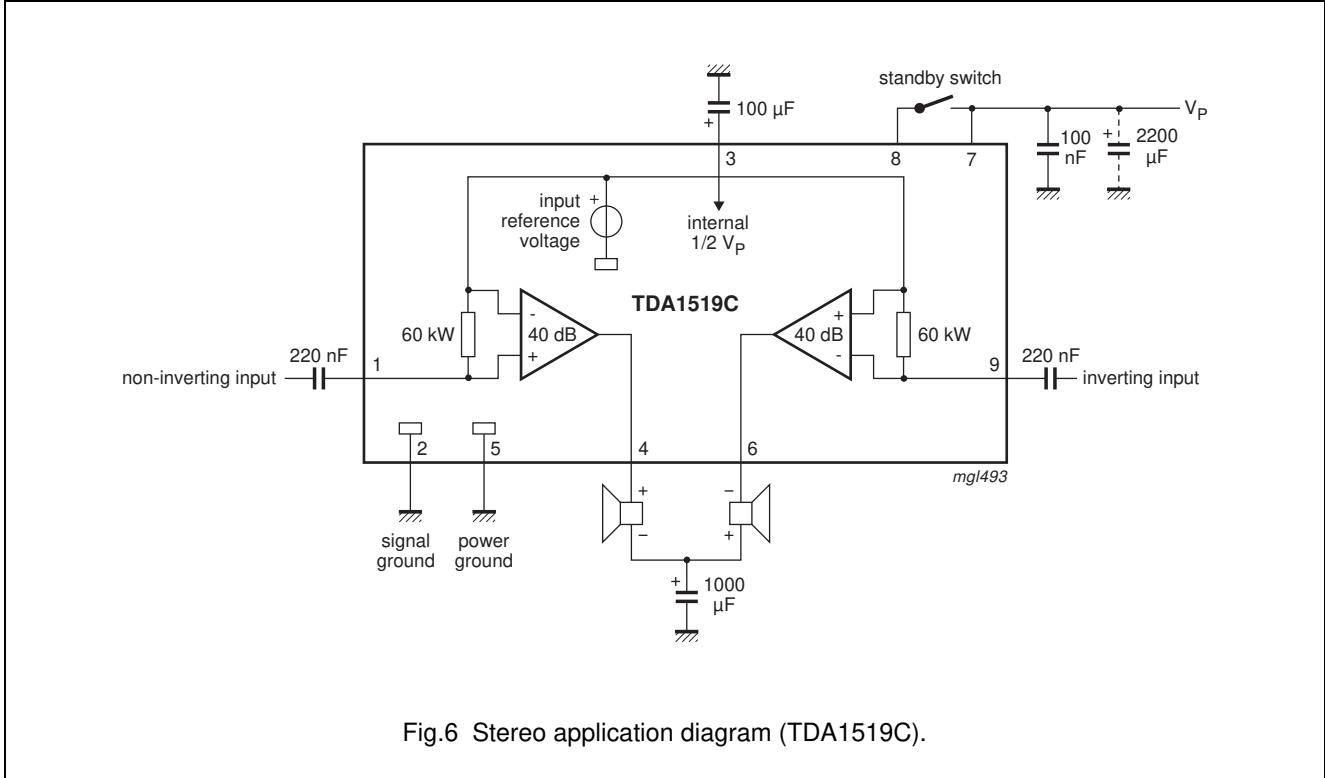 standby switch
100 µF
+
VP
3
8
7
100
nF
+
2200
µF
input
reference
voltage
+
internal
1/2 VP
TDA1519C
60 kW
-
+
40 dB
40 dB
+
-
60 kW
220 nF
non-inverting input
1
9
220 nF
inverting input
2
5
4
6
mgl493
signal
ground
power
ground
+
−
−
+
+
1000
µF
Fig.6 Stereo application diagram (TDA1519C).